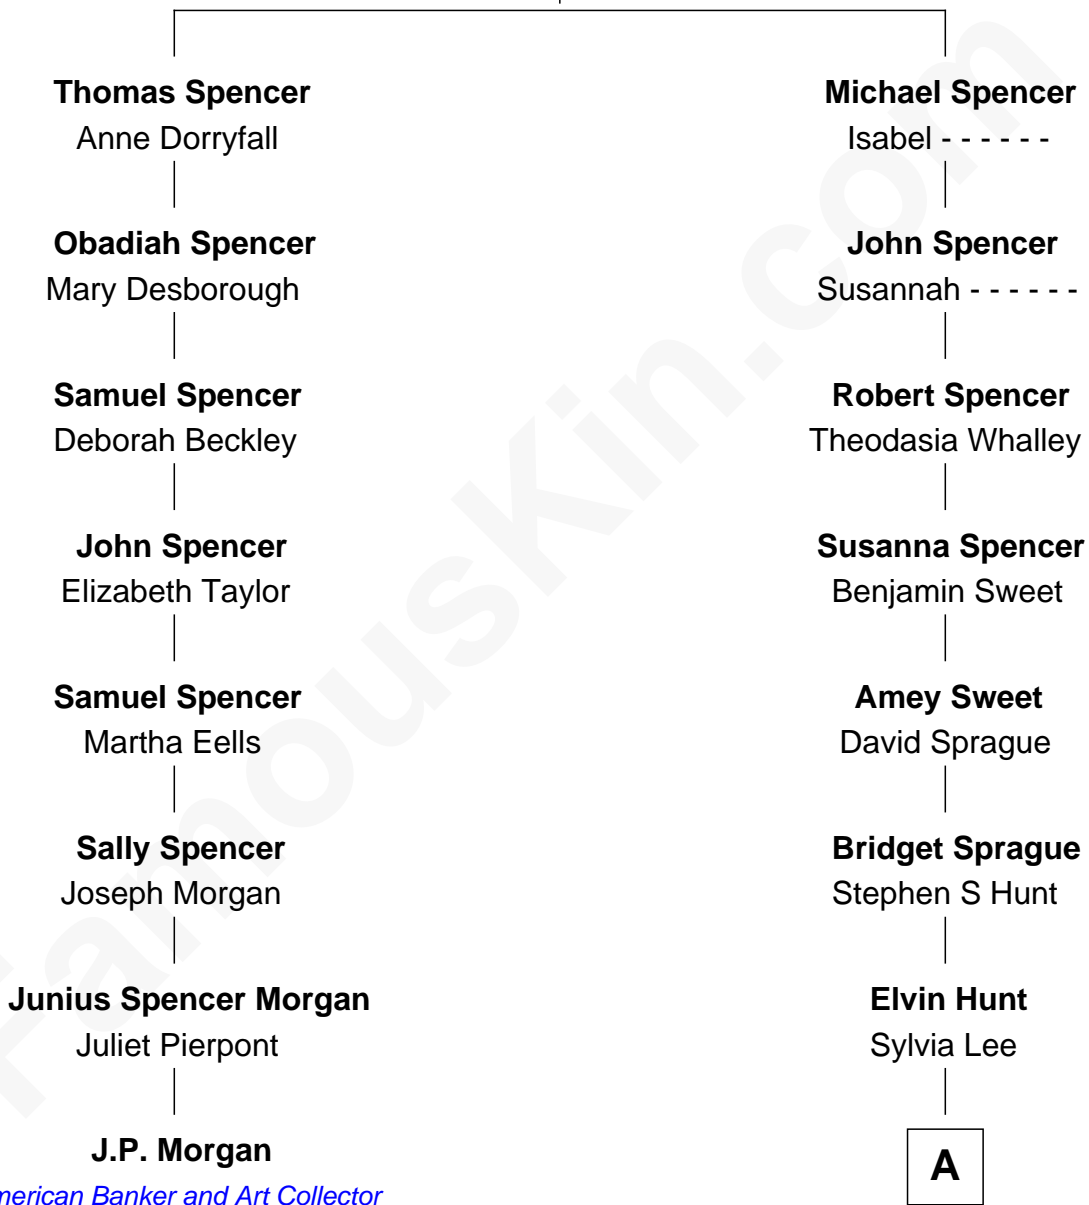 Thomas Spencer
Anne Dorryfall
Michael Spencer
Isabel - - - - - -
Obadiah Spencer
Mary Desborough
John Spencer
Susannah - - - - - -
Samuel Spencer
Deborah Beckley
Robert Spencer
Theodasia Whalley
John Spencer
Elizabeth Taylor
Susanna Spencer
Benjamin Sweet
Samuel Spencer
Martha Eells
Amey Sweet
David Sprague
Sally Spencer
Joseph Morgan
Bridget Sprague
Stephen S Hunt
Junius Spencer Morgan
Juliet Pierpont
Elvin Hunt
Sylvia Lee
J.P. Morgan
American Banker and Art Collector
A
FamousKin.com